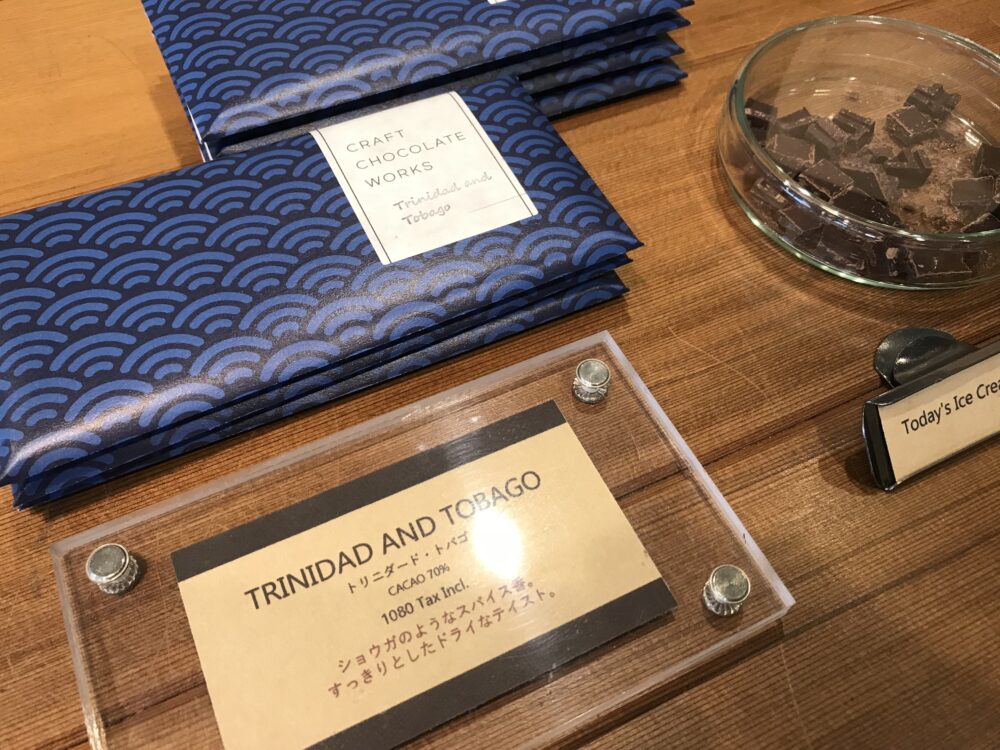 CRAFT
CHOCOLATE
WORKS
Trinidad and
Tobago
TRINIDAD AND TOBAGO
トリニダード・トバゴ
CACAO 70%
1080 Tax Incl.
ショウガのようなスパイス香。
すっきりとしたドライなテイスト。
Today's Ice Crea